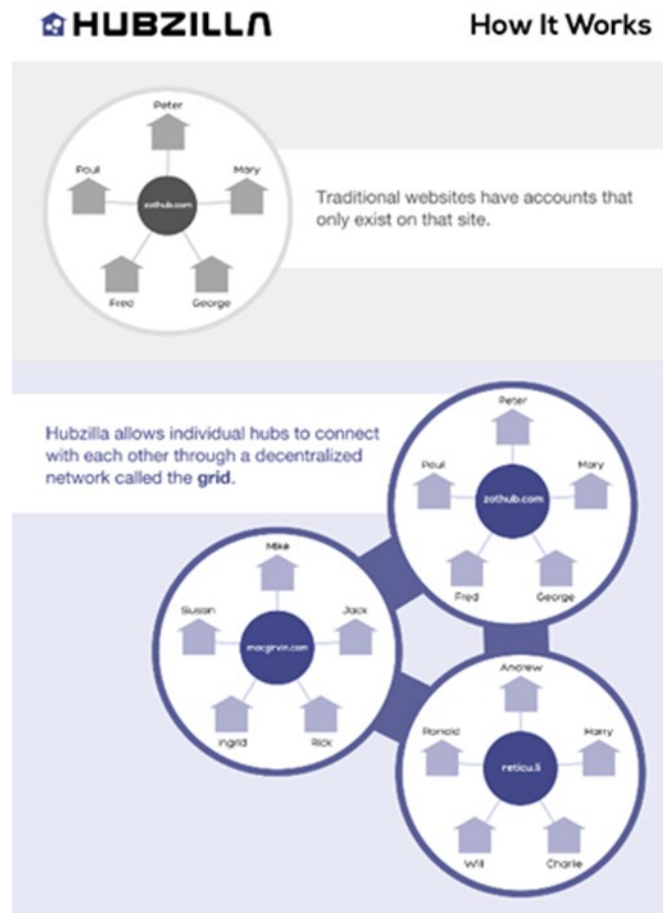 HUBZILLA
How It Works
Peter
Paul
Mary
zothub.com
Fred
George
Traditional websites have accounts that
only exist on that site.
Hubzilla allows individual hubs to connect
with each other through a decentralized
network called the grid.
Peter
Paul
Mary
zothub.com
Fred
George
Mike
Susan
Jack
macgirvin.com
Ingrid
Rick
Andrew
Ronald
Harry
reticu.li
Will
Charlie